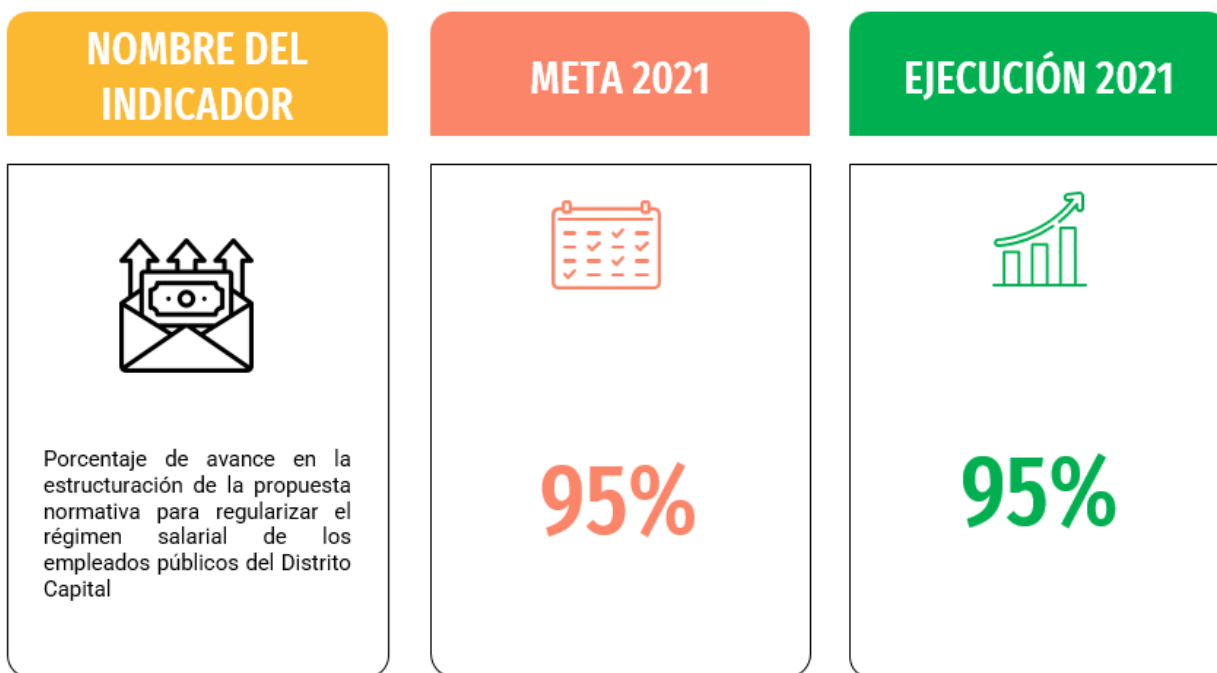 NOMBRE DEL
INDICADOR
META 2021
EJECUCIÓN 2021
Porcentaje de avance en la
estructuración de la propuesta
normativa para regularizar el
régimen salarial de los
empleados públicos del Distrito
Capital
95%
95%